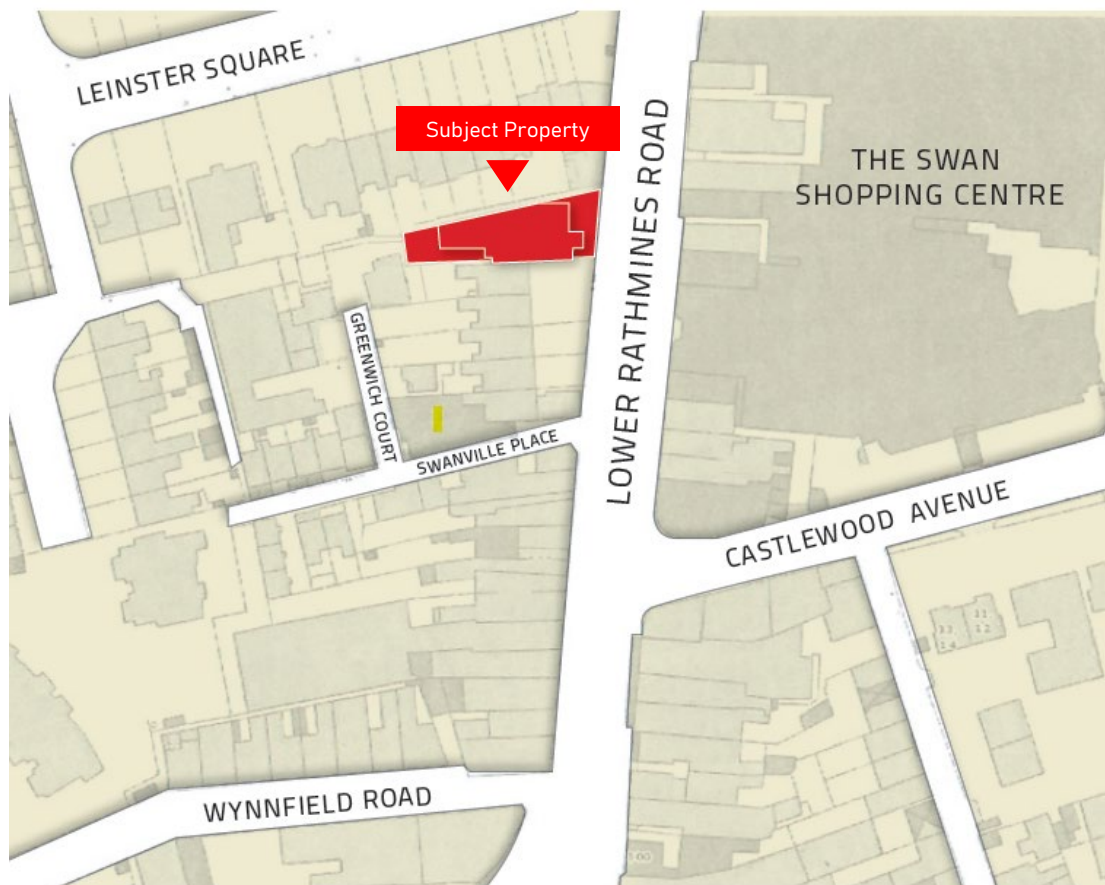 LEINSTER SQUARE
Subject Property
LOWER RATHMINES ROAD
THE SWAN
SHOPPING CENTRE
GREENWICH COURT
SWANVILLE PLACE
CASTLEWOOD AVENUE
WYNNFIELD ROAD